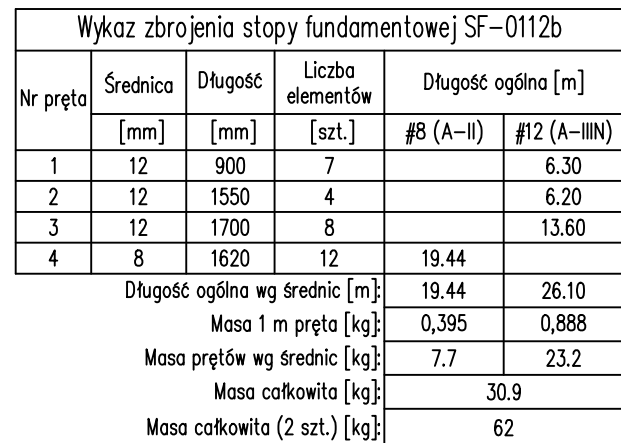 Wykaz zbrojenia stopy fundamentowej SF-0112b
Nr pręta Średnica Długość Liczba elementów Długość ogólna [m]
[mm] [mm] [szt.] #8 (A-II) #12 (A-IIIN)
1 12 900 7 6.30
2 12 1550 4 6.20
3 12 1700 8 13.60
4 8 1620 12 19.44
Długość ogólna wg średnic [m]: 19.44 26.10
Masa 1 m pręta [kg]: 0,395 0,888
Masa prętów wg średnic [kg]: 7.7 23.2
Masa całkowita [kg]: 30.9
Masa całkowita (2 szt.) [kg]: 62